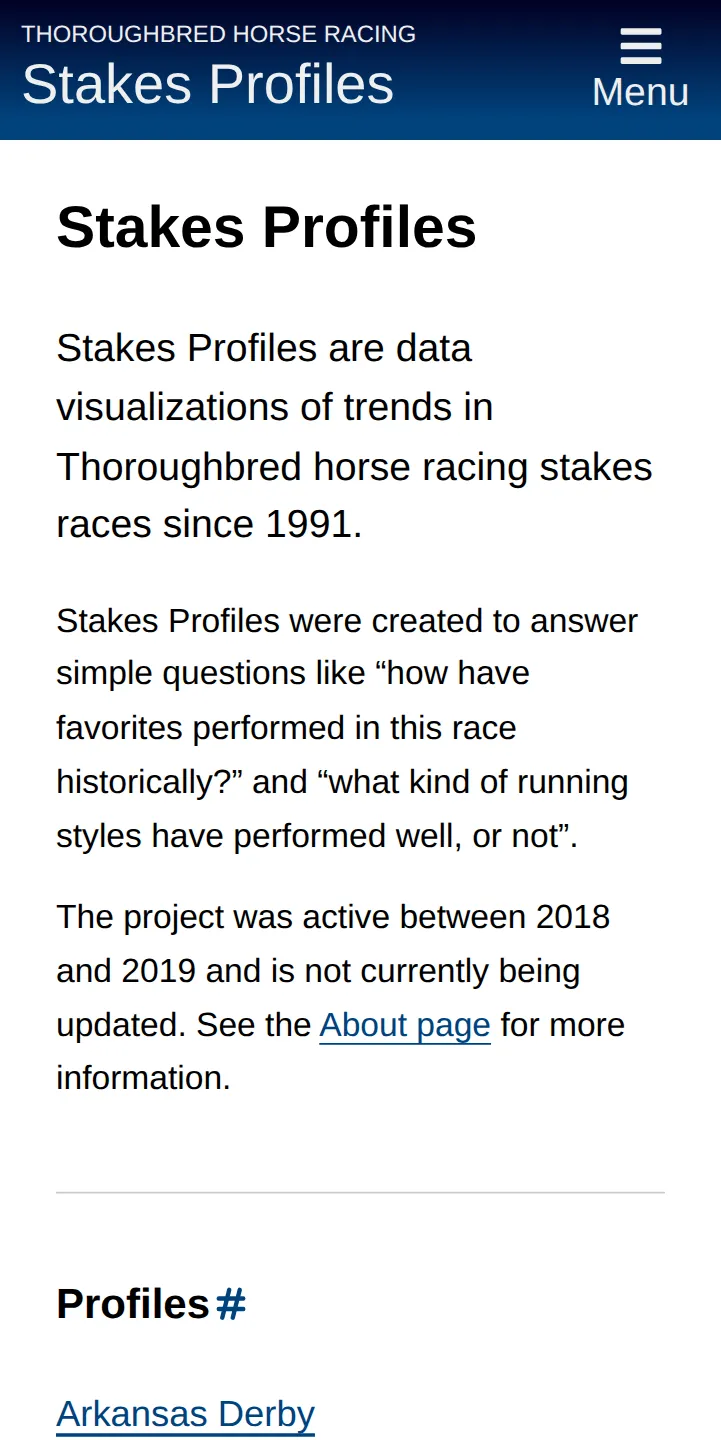 THOROUGHBRED HORSE RACING
Stakes Profiles
Menu
Stakes Profiles
Stakes Profiles are data
visualizations of trends in
Thoroughbred horse racing stakes
races since 1991.
Stakes Profiles were created to answer
simple questions like “how have
favorites performed in this race
historically?” and “what kind of running
styles have performed well, or not”.
The project was active between 2018
and 2019 and is not currently being
updated. See the About page for more
information.
Profiles#
Arkansas Derby